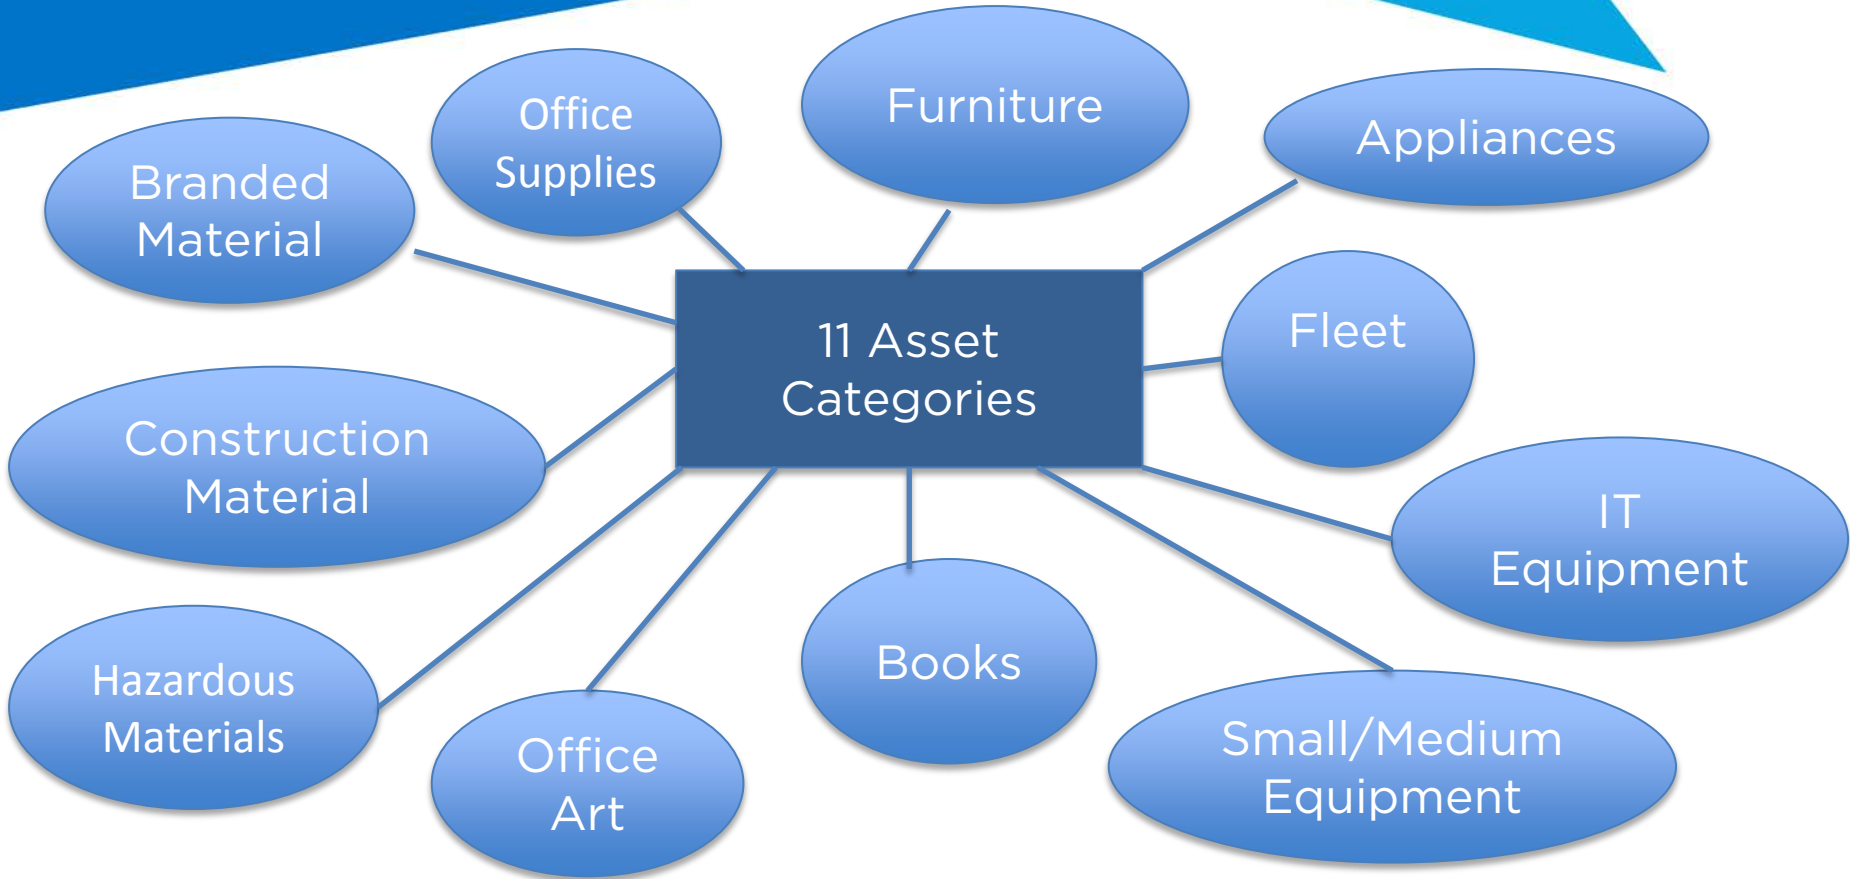 Office
Supplies
Furniture
Appliances
Branded
Material
11 Asset
Categories
Fleet
Construction
Material
IT
Equipment
Hazardous
Materials
Office
Art
Books
Small/Medium
Equipment